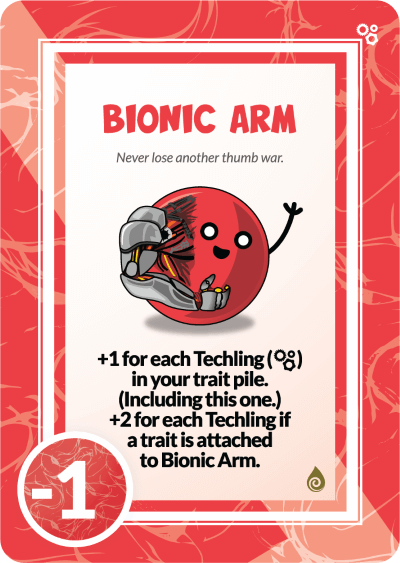 BIONIC ARM
Never lose another thumb war.
+1 for each Techling ( )
in your trait pile.
(Including this one.)
+2 for each Techling if
a trait is attached
to Bionic Arm.
-1